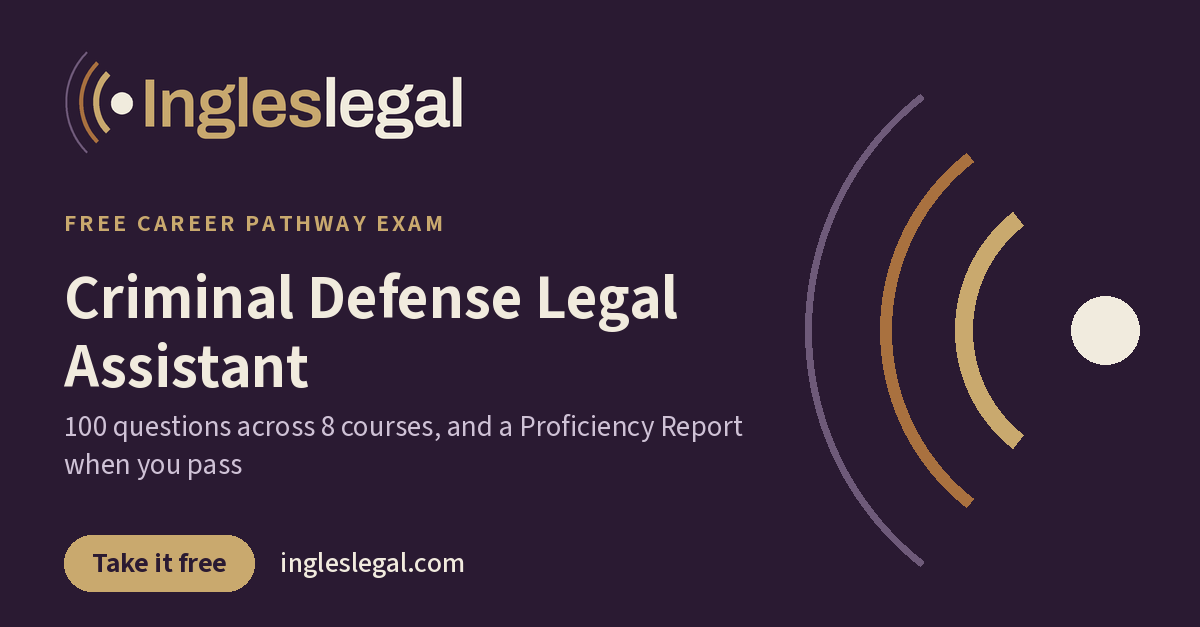 Ingleslegal
FREE CAREER PATHWAY EXAM
Criminal Defense Legal
Assistant
100 questions across 8 courses, and a Proficiency Report
when you pass
Take it free
ingleslegal.com